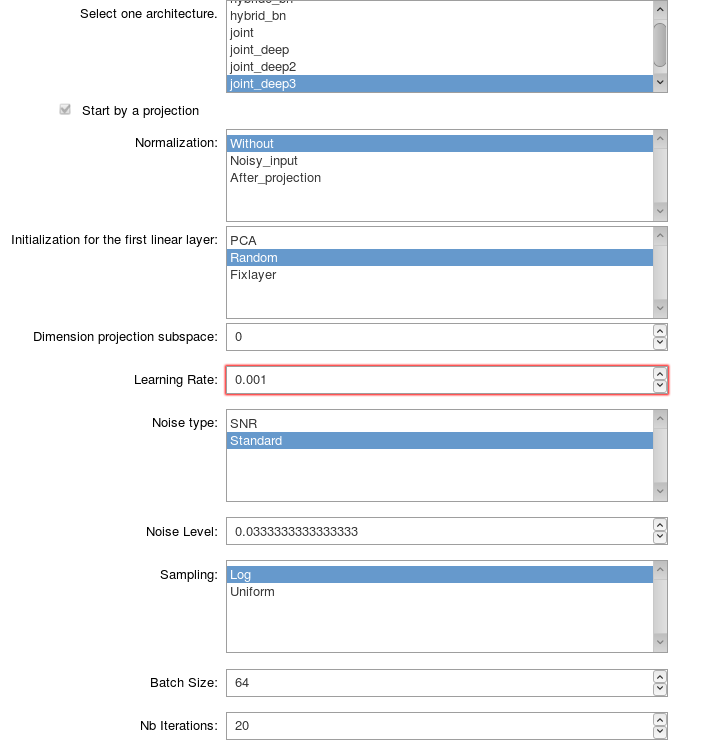 Select one architecture.
hybrid_bn
joint
joint_deep
joint_deep2
joint_deep3
Start by a projection
Normalization:
Without
Noisy_input
After_projection
Initialization for the first linear layer:
PCA
Random
Fixlayer
Dimension projection subspace: 0
Learning Rate: 0.001
Noise type:
SNR
Standard
Noise Level: 0.0333333333333333
Sampling:
Log
Uniform
Batch Size: 64
Nb Iterations: 20